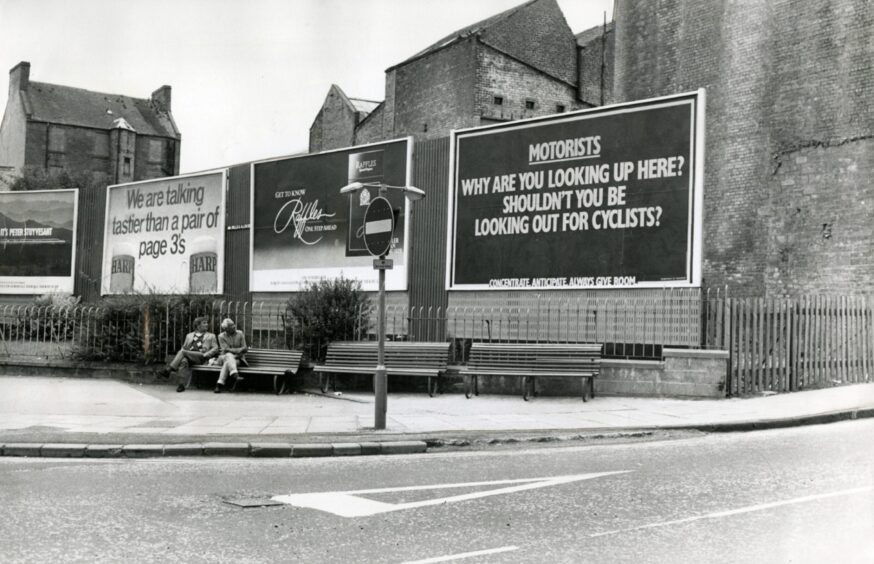 IT'S PETER STUYVESANT
We are talking
tastier than a pair of
page 3's
HARP
HARP
GET TO KNOW
Raffles
ONE STEP AHEAD
RAFFLES
MOTORISTS
WHY ARE YOU LOOKING UP HERE?
SHOULDN'T YOU BE
LOOKING OUT FOR CYCLISTS?
CONCENTRATE. ANTICIPATE. ALWAYS GIVE ROOM.